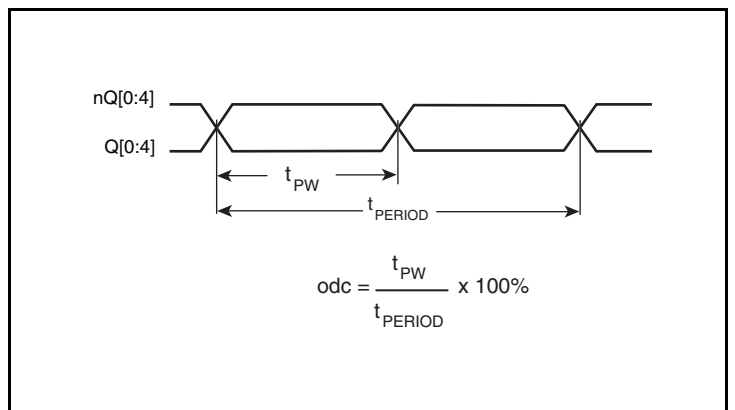 nQ[0:4]
Q[0:4]
tPW
tPERIOD
odc = tPW / tPERIOD x 100%